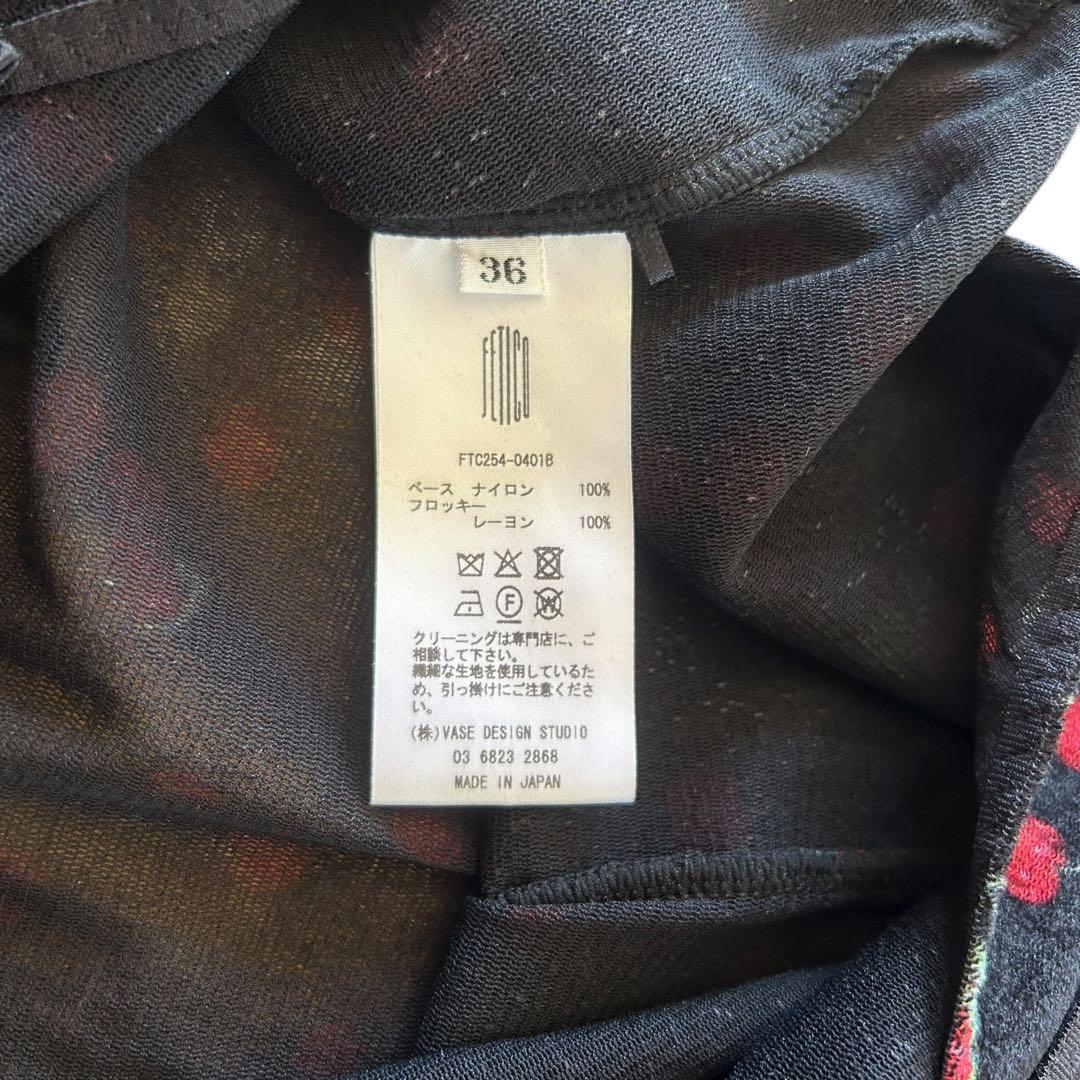 36
FETICO
FTC254-0401B
ベース ナイロン 100%
フロッキー
レーヨン 100%
F
W
クリーニングは専門店に、ご
相談して下さい。
繊細な生地を使用しているた
め、引っ掛けにご注意くださ
い。
(株)VASE DESIGN STUDIO
03 6823 2868
MADE IN JAPAN